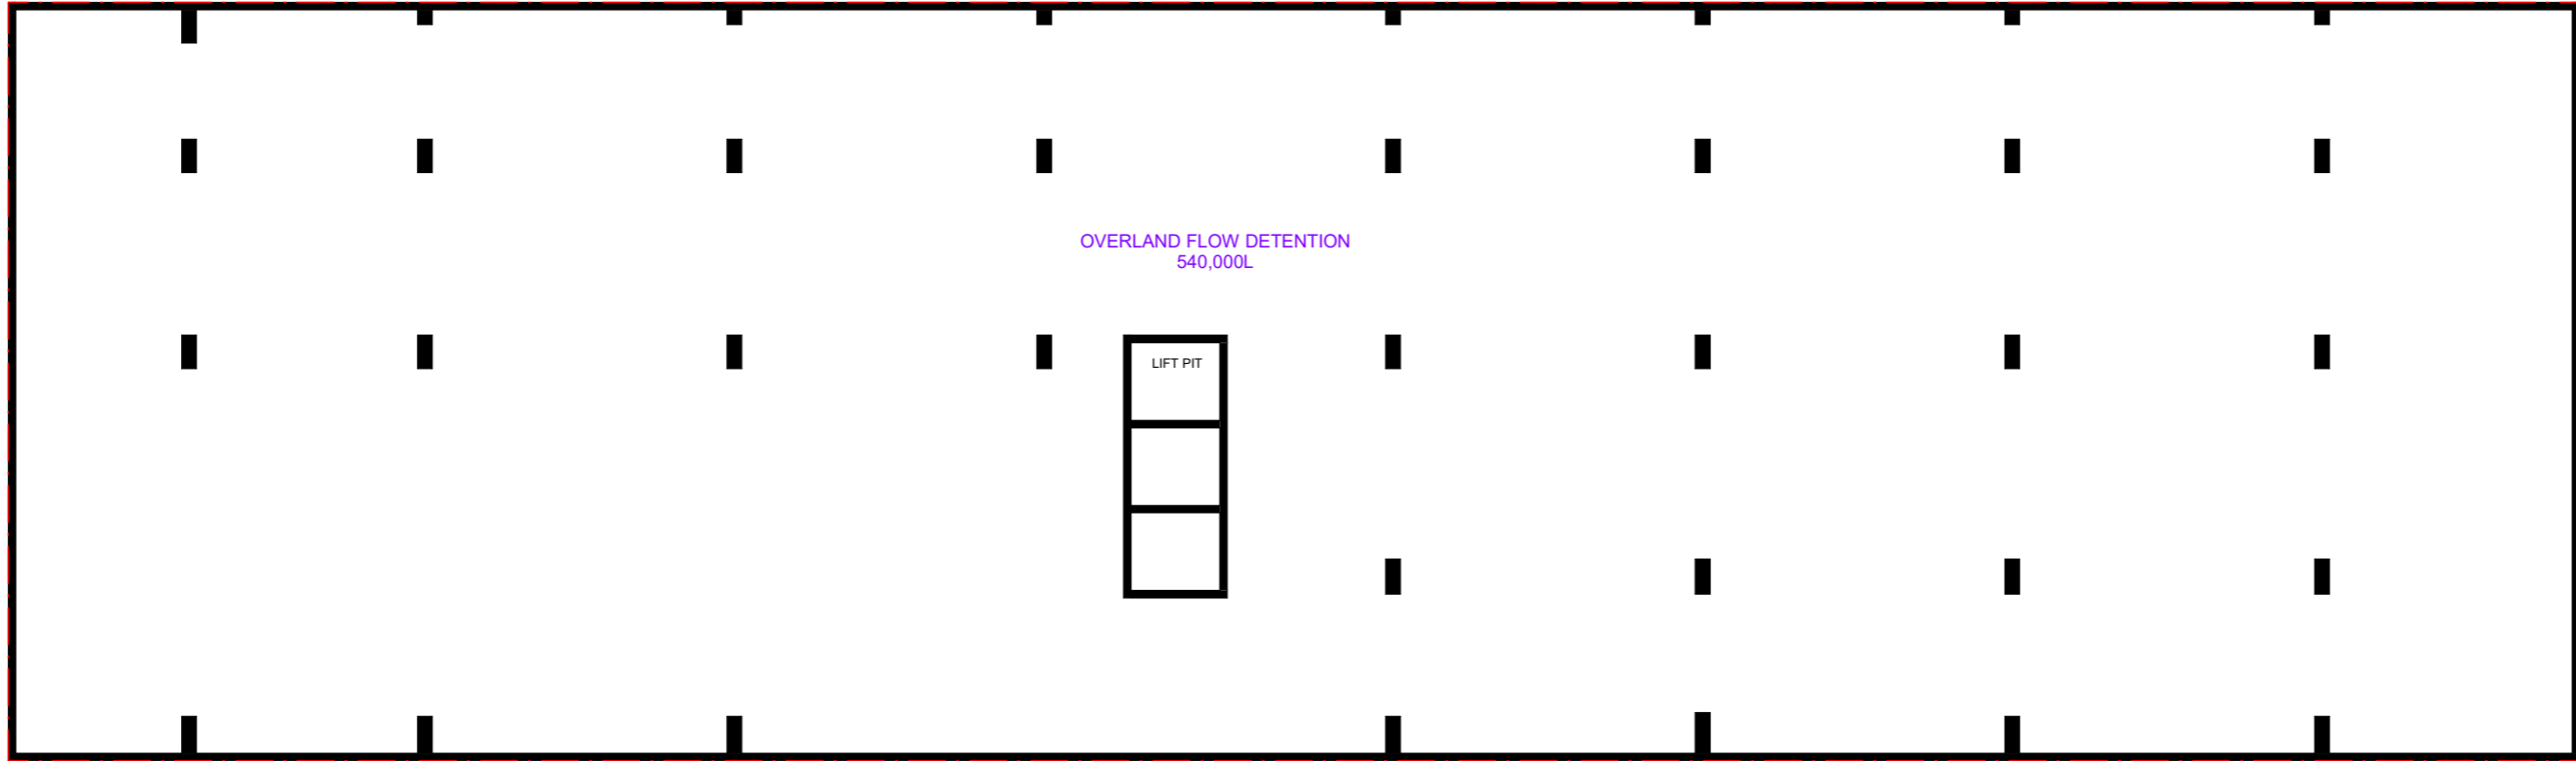 OVERLAND FLOW DETENTION
540,000L
LIFT PIT